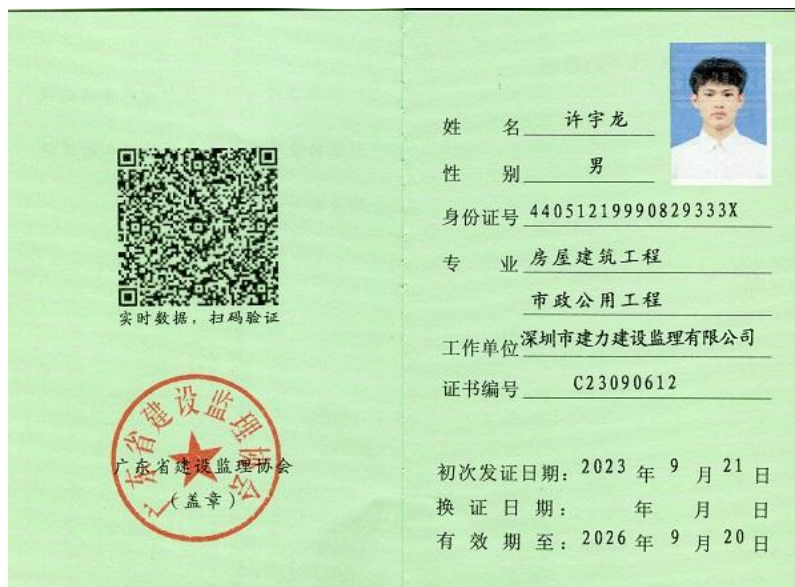 实时数据，扫码验证
广东省建设监理协会
广东省建设监理协会
（盖章）
姓 名 许宇龙
性 别 男
身份证号 44051219990829333X
专 业 房屋建筑工程
市政公用工程
工作单位 深圳市建力建设监理有限公司
证书编号 C23090612
初次发证日期：2023 年 9 月 21 日
换 证 日 期： 年 月 日
有 效 期 至：2026 年 9 月 20 日